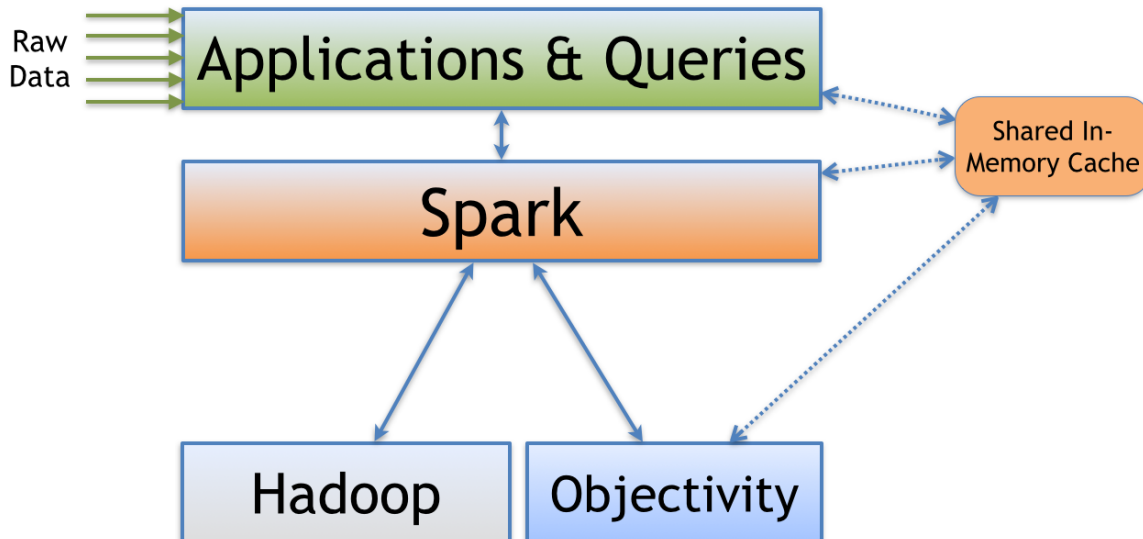 Raw
Data
Applications & Queries
Shared In-
Memory Cache
Spark
Hadoop
Objectivity